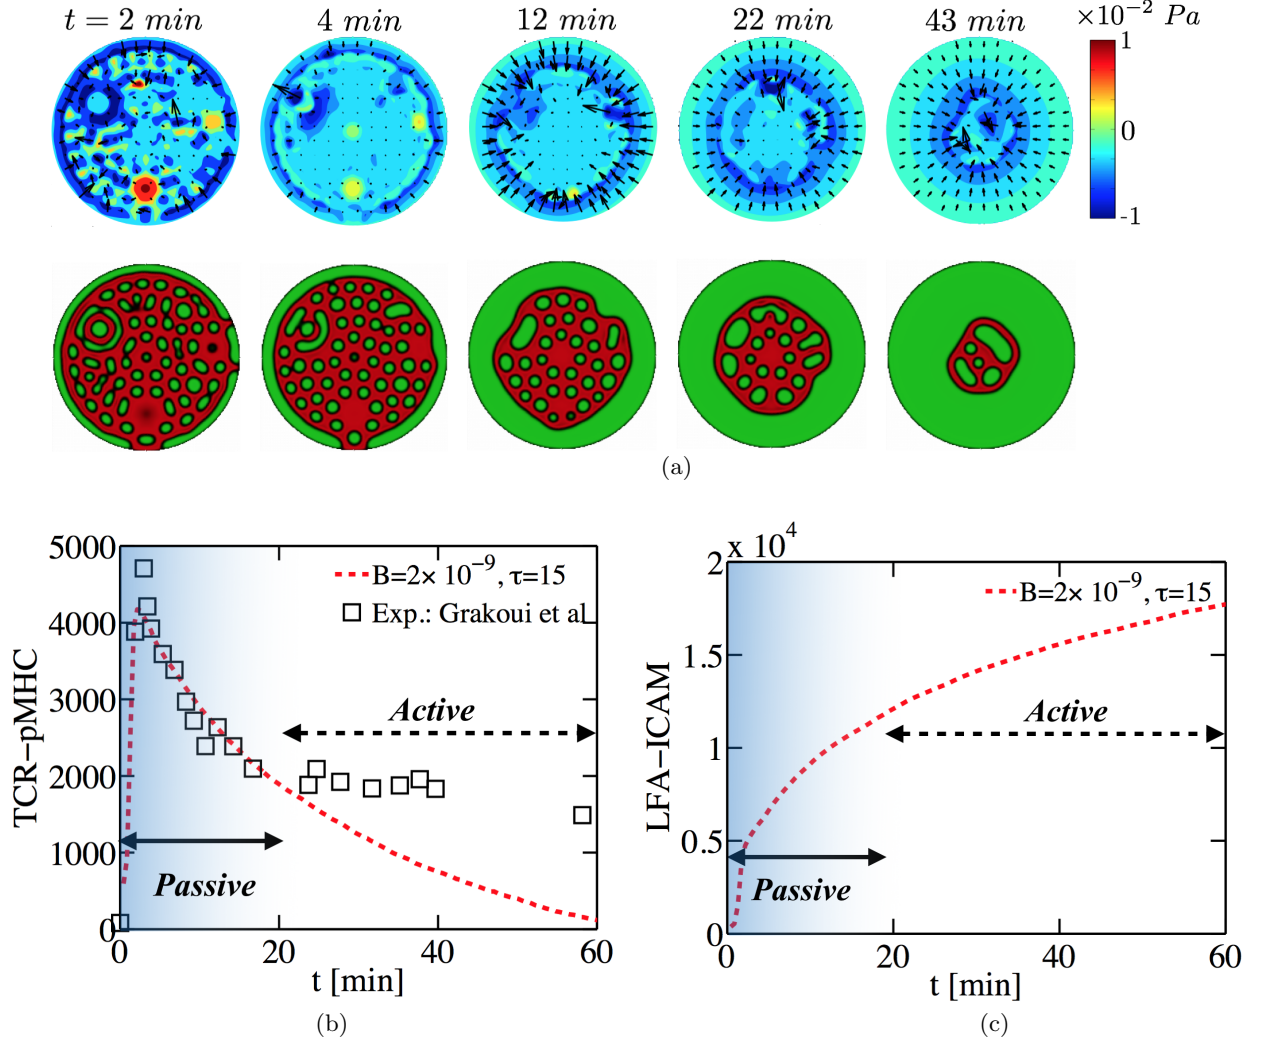 t = 2 min 4 min 12 min 22 min 43 min ×10⁻² Pa
1
0
-1
(a)
5000
4000
3000
2000
1000
0
TCR−pMHC
B=2× 10⁻⁹, τ=15
Exp.: Grakoui et al
Active
Passive
0 20 40 60
t [min]
(b)
x 10⁴
2
1.5
1
0.5
0
LFA−ICAM
B=2× 10⁻⁹, τ=15
Active
Passive
0 20 40 60
t [min]
(c)